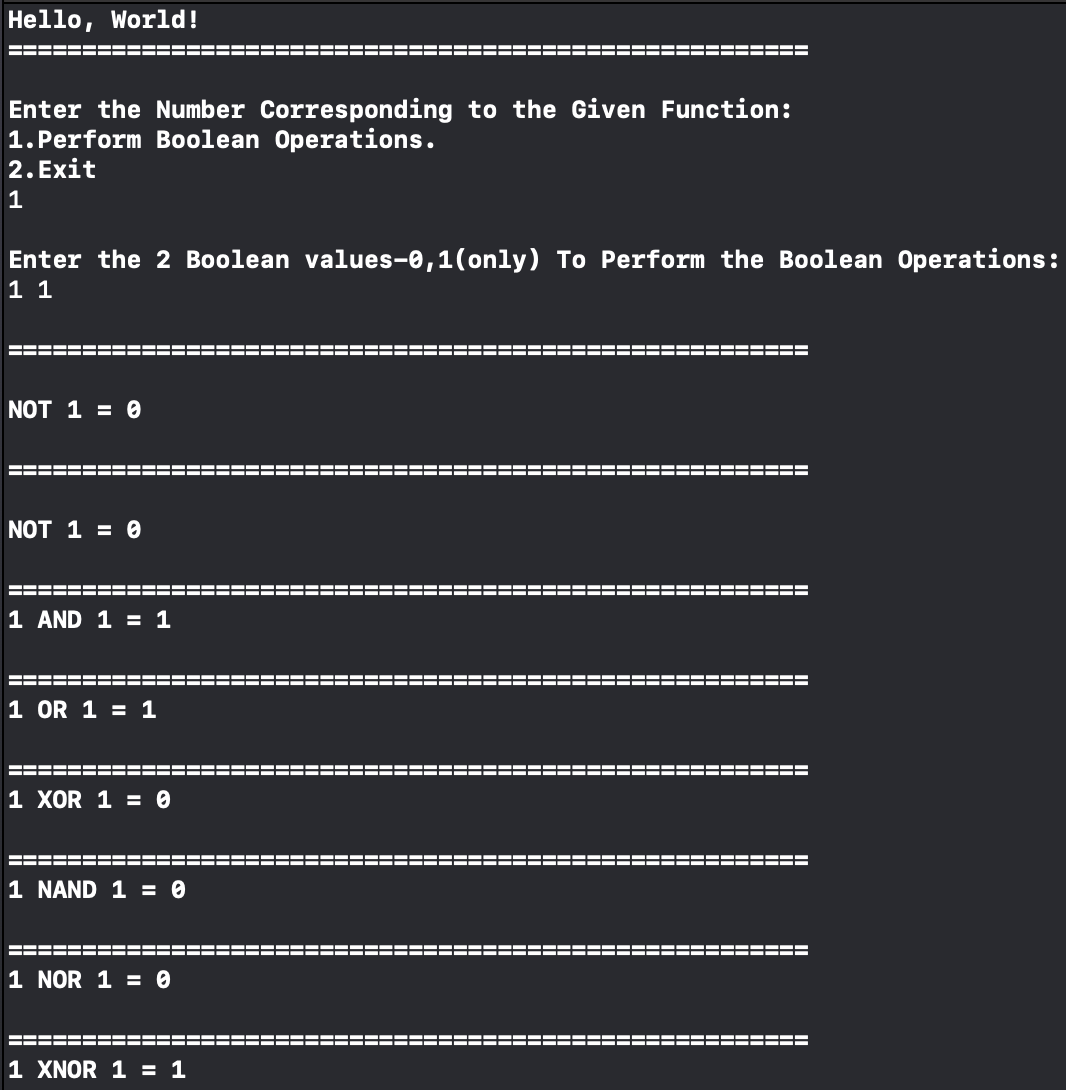 Hello, World!
======================================================
Enter the Number Corresponding to the Given Function:
1.Perform Boolean Operations.
2.Exit
1
Enter the 2 Boolean values-0,1(only) To Perform the Boolean Operations:
1 1
======================================================
NOT 1 = 0
======================================================
NOT 1 = 0
======================================================
1 AND 1 = 1
======================================================
1 OR 1 = 1
======================================================
1 XOR 1 = 0
======================================================
1 NAND 1 = 0
======================================================
1 NOR 1 = 0
======================================================
1 XNOR 1 = 1